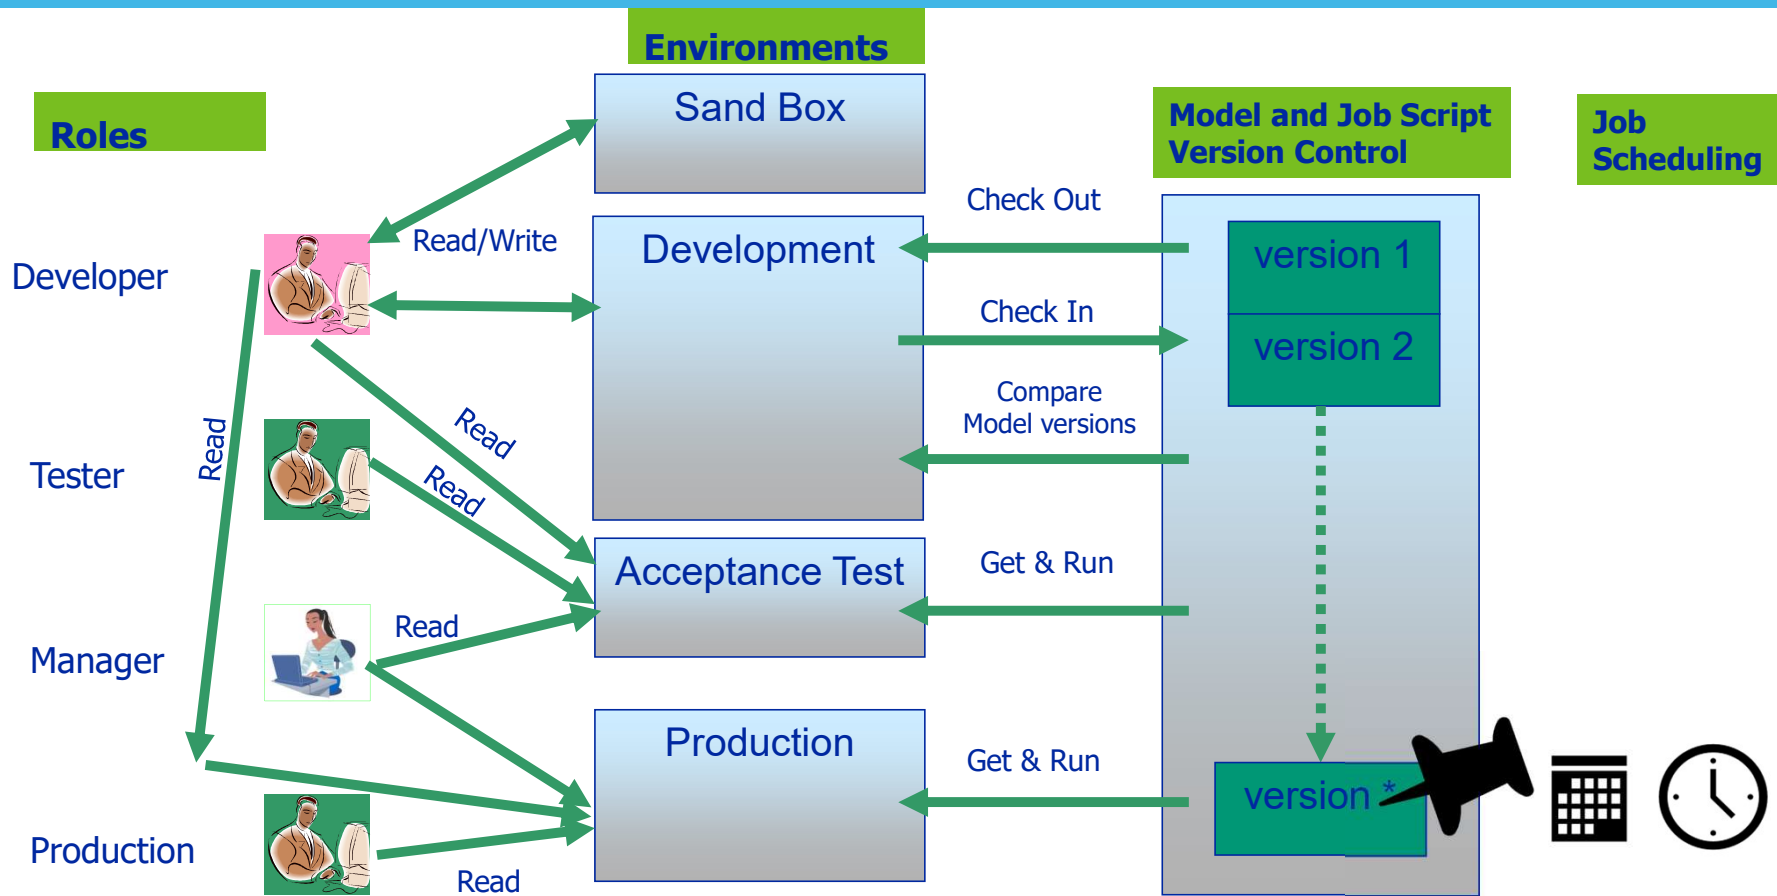 Environments
Roles
Model and Job Script
Version Control
Job
Scheduling
Sand Box
Check Out
Read/Write
Development
version 1
Developer
Check In
version 2
Compare
Model versions
Read
Read
Read
Tester
Acceptance Test
Get & Run
Read
Manager
Production
Get & Run
version *
Production
Read